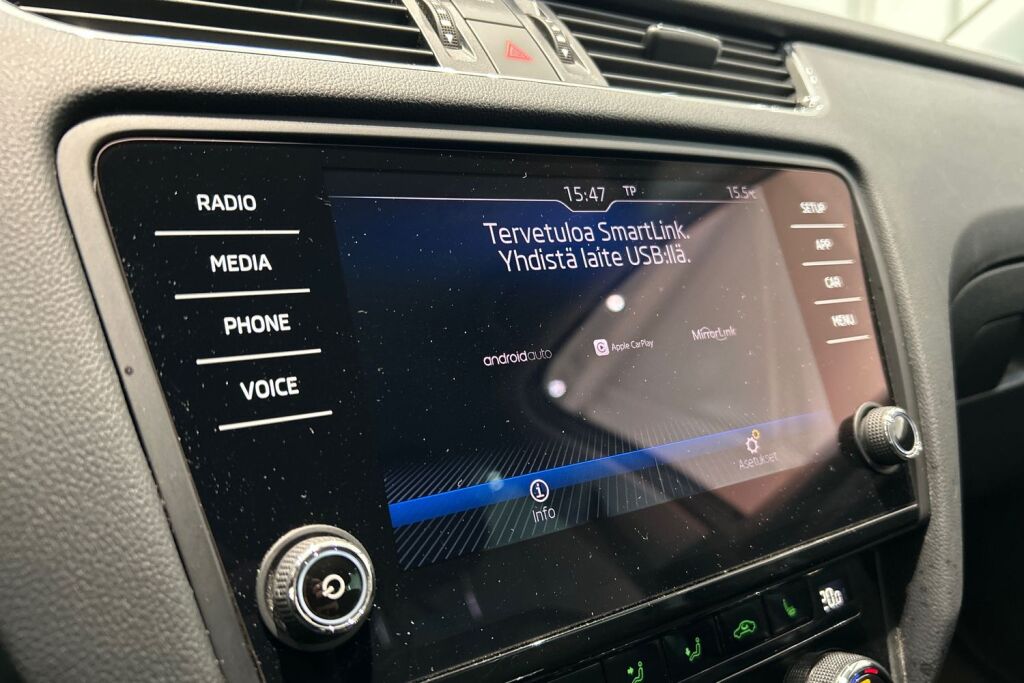 RADIO
MEDIA
PHONE
VOICE
15:47 TP 15.5°C
Tervetuloa SmartLink.
Yhdistä laite USB:llä.
androidauto
Apple CarPlay
MirrorLink
Info
Asetukset
SETUP
APP
CAR
MENU